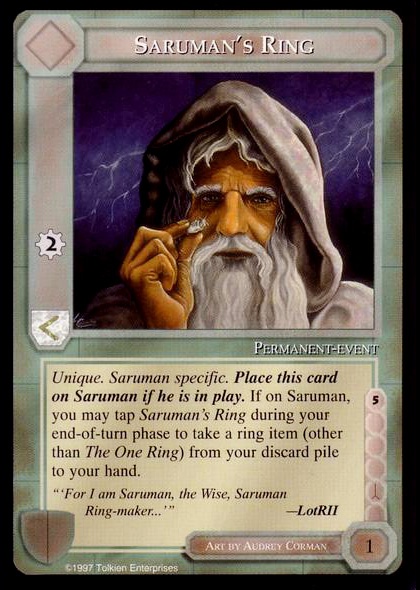 SARUMAN'S RING
2
PERMANENT-EVENT
Unique. Saruman specific. Place this card
on Saruman if he is in play. If on Saruman,
you may tap Saruman's Ring during your
end-of-turn phase to take a ring item (other
than The One Ring) from your discard pile
to your hand.
5
"'For I am Saruman, the Wise, Saruman
Ring-maker...'" —LotRII
ART BY AUDREY CORMAN
1
©1997 Tolkien Enterprises